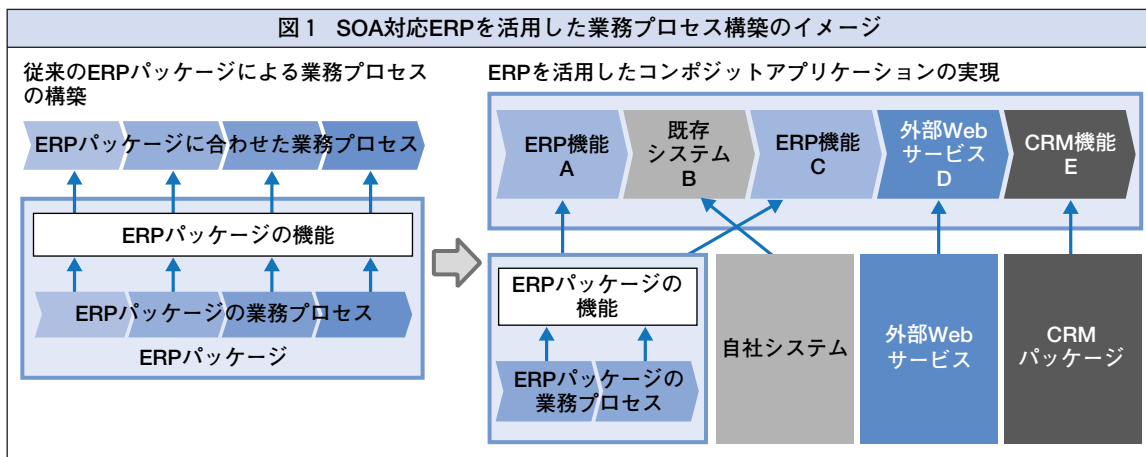 図1 SOA対応ERPを活用した業務プロセス構築のイメージ
従来のERPパッケージによる業務プロセス
の構築
ERPパッケージに合わせた業務プロセス
ERPパッケージの機能
ERPパッケージの業務プロセス
ERPパッケージ
ERPを活用したコンポジットアプリケーションの実現
ERP機能
A
既存
システム
B
ERP機能
C
外部Web
サービス
D
CRM機能
E
ERPパッケージの
機能
ERPパッケージの
業務プロセス
自社システム
外部Web
サービス
CRM
パッケージ